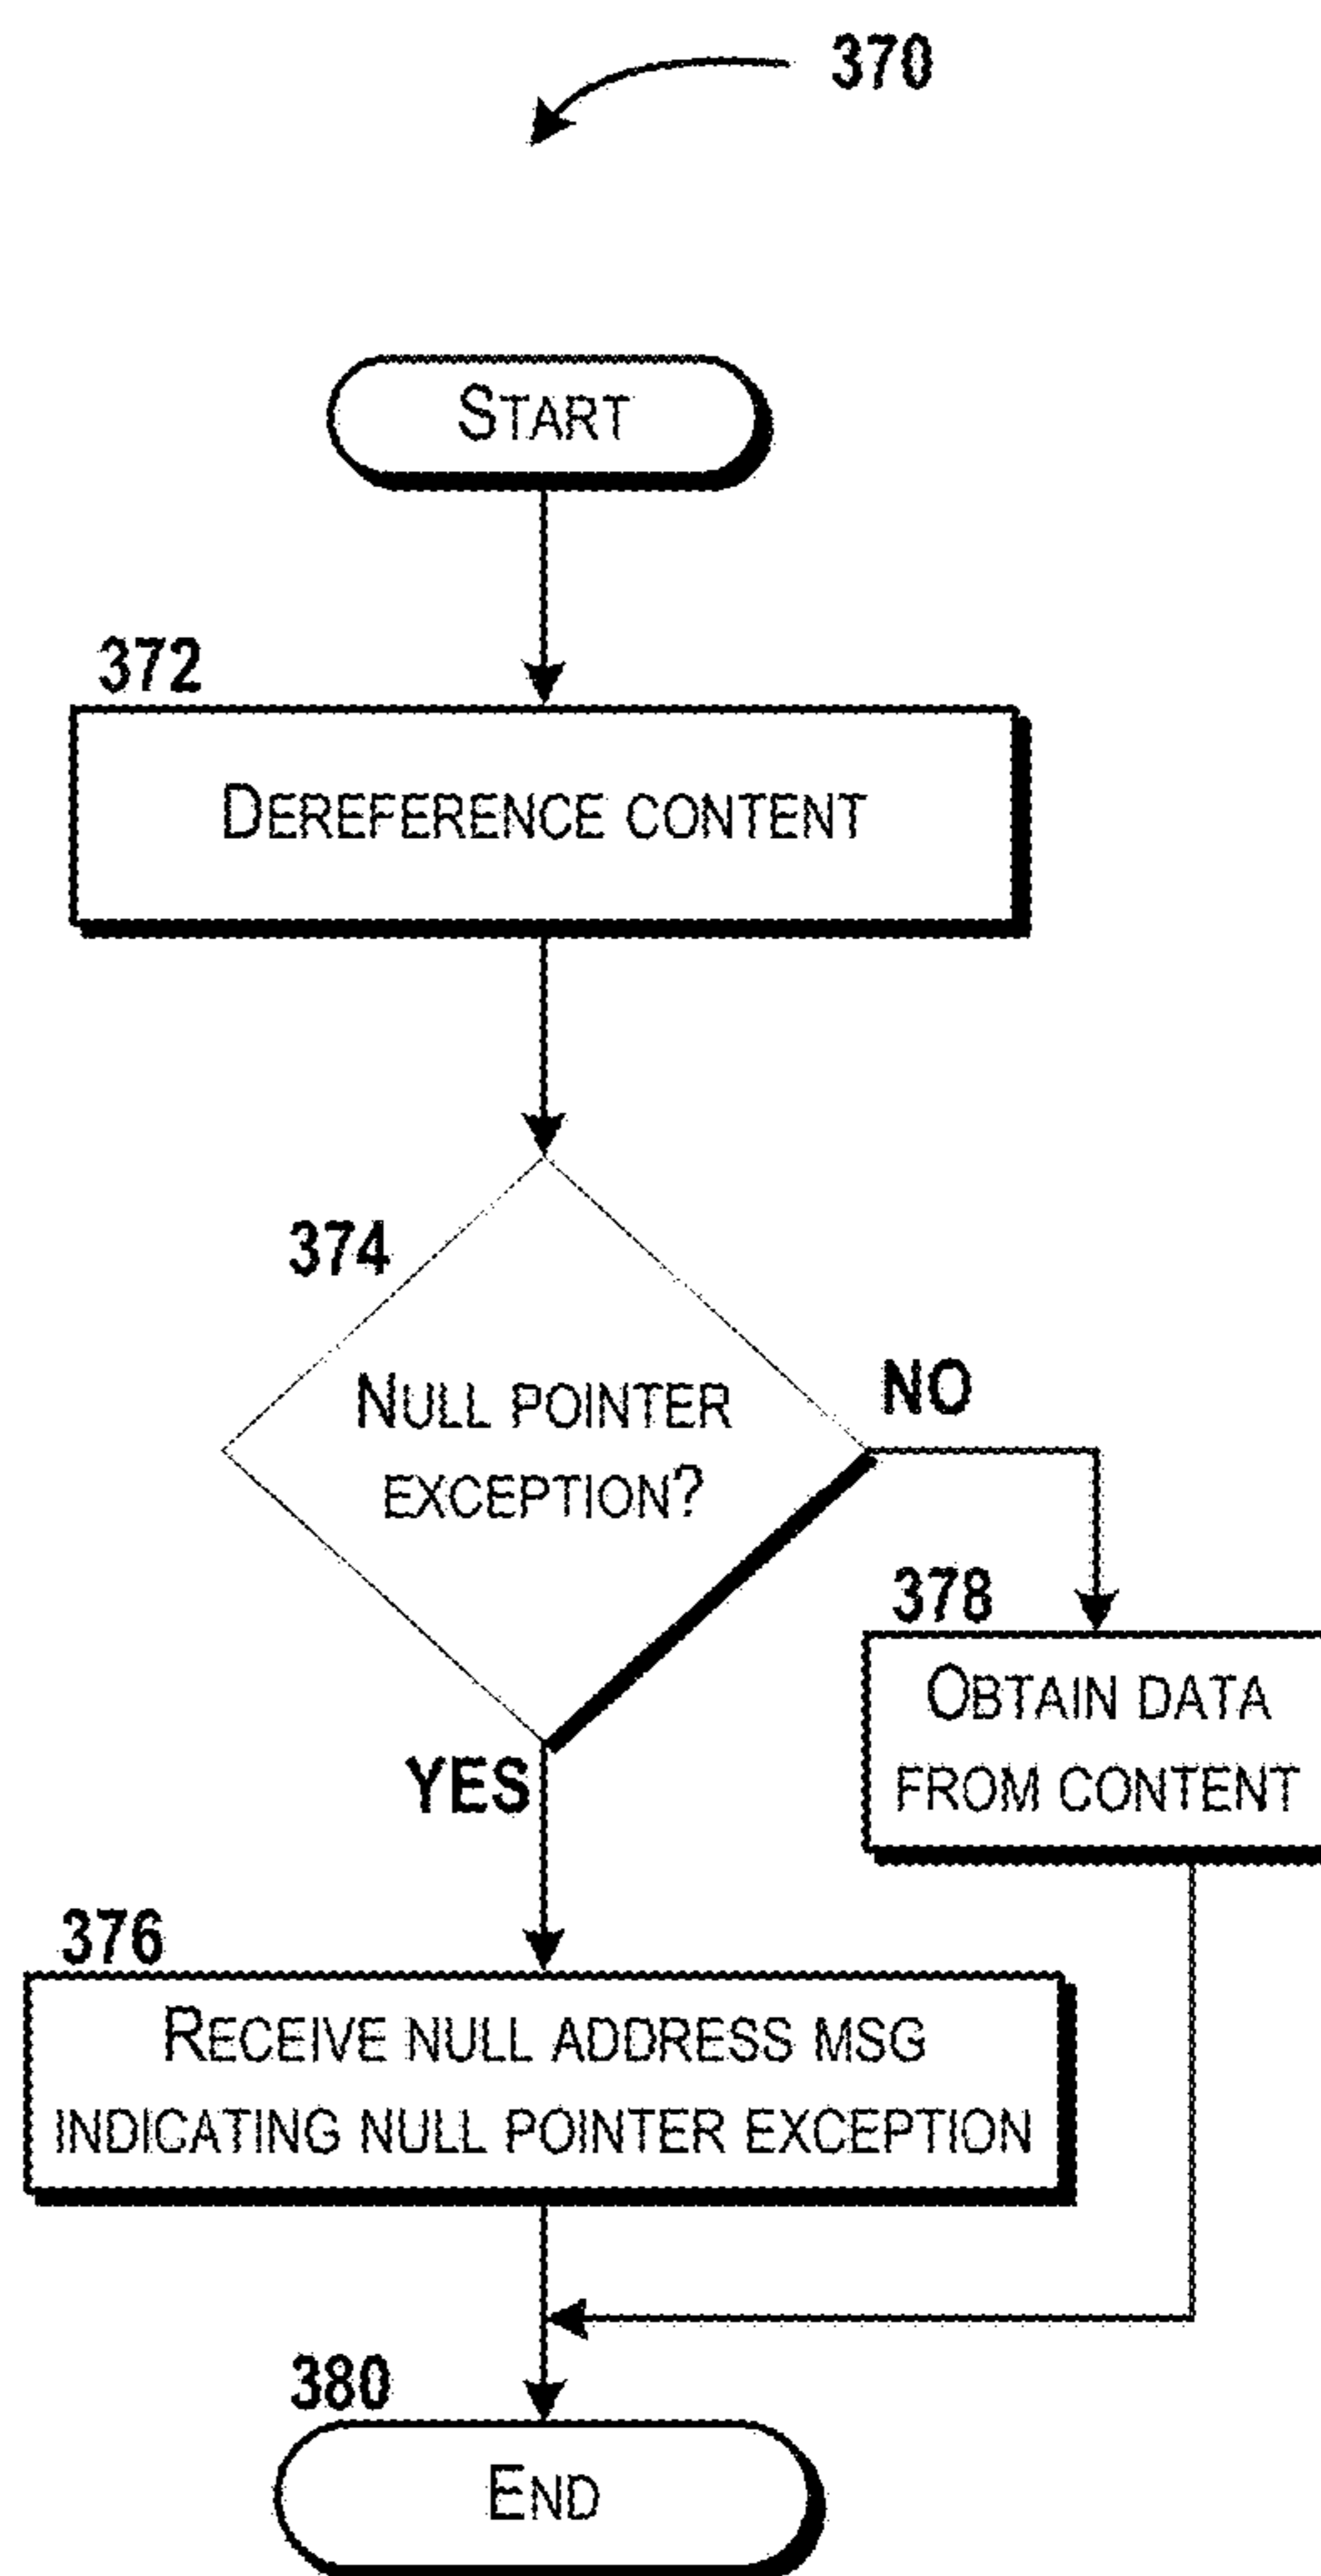 370
START
372
DEREFERENCE CONTENT
374
NULL POINTER
EXCEPTION?
NO
378
OBTAIN DATA
FROM CONTENT
YES
376
RECEIVE NULL ADDRESS MSG
INDICATING NULL POINTER EXCEPTION
380
END